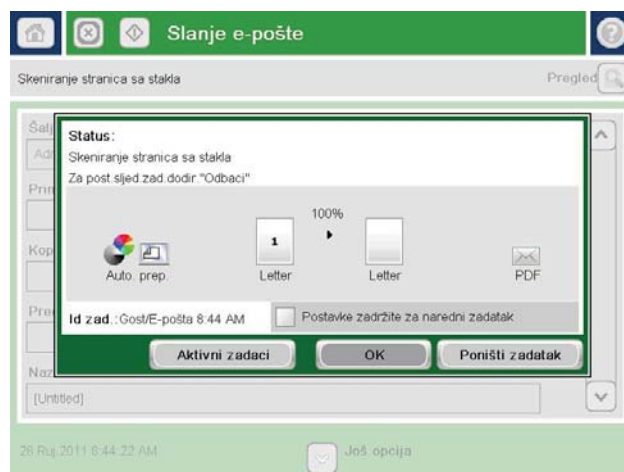 Slanje e-pošte
Skeniranje stranica sa stakla
Pregled
Status:
Skeniranje stranica sa stakla
Za post.sljed.zad.dodir."Odbaci"
100%
1
Auto. prep.
Letter
Letter
PDF
Id zad.:Gost/E-pošta 8:44 AM
Postavke zadržite za naredni zadatak
Aktivni zadaci
OK
Poništi zadatak
Naz
[Untitled]
26 Ruj 2011 8:44:22 AM
Još opcija